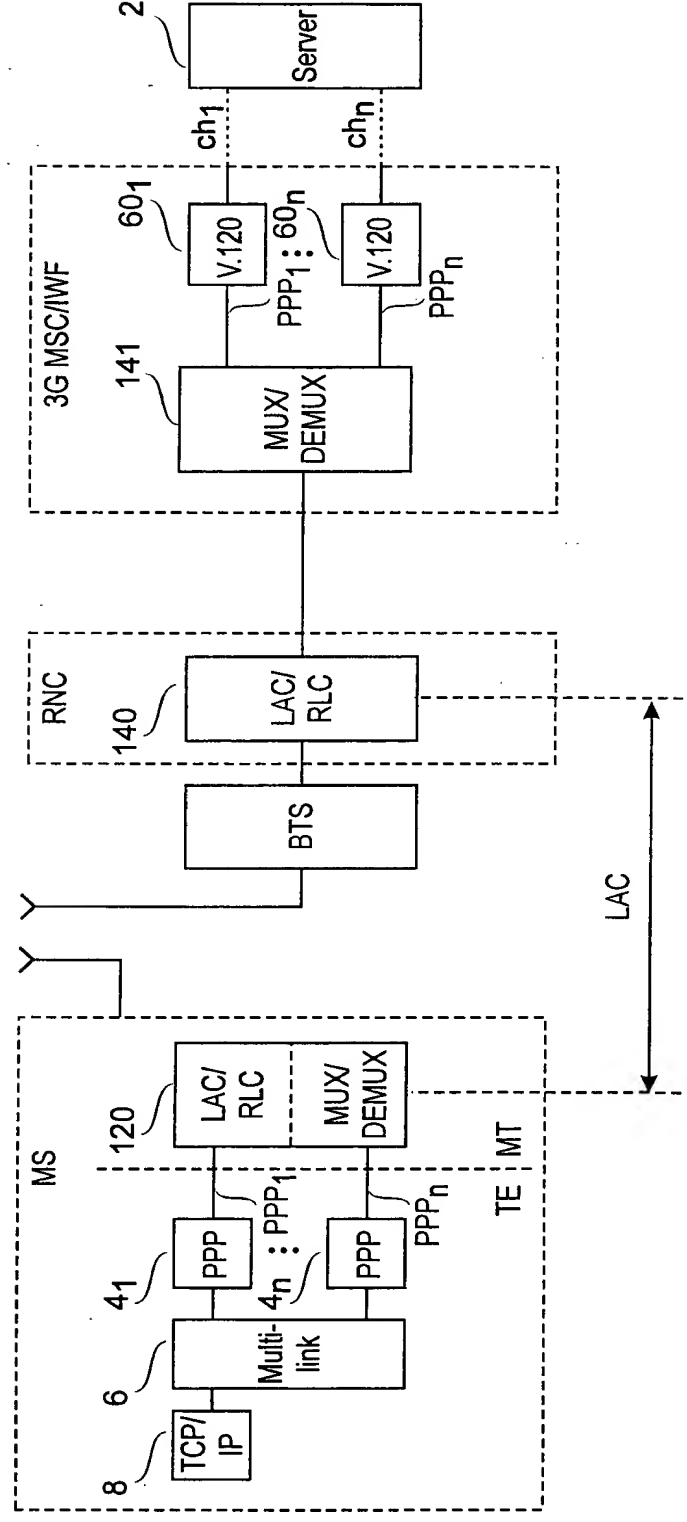 MS
8
TCP/
IP
6
Multi-
link
4₁
PPP
PPP₁
4ₙ
PPP
PPPₙ
TE
MT
120
LAC/
RLC
MUX/
DEMUX
LAC
BTS
RNC
140
LAC/
RLC
3G MSC/IWF
141
MUX/
DEMUX
60₁
V.120
PPP₁
60ₙ
V.120
PPPₙ
ch₁
chₙ
2
Server